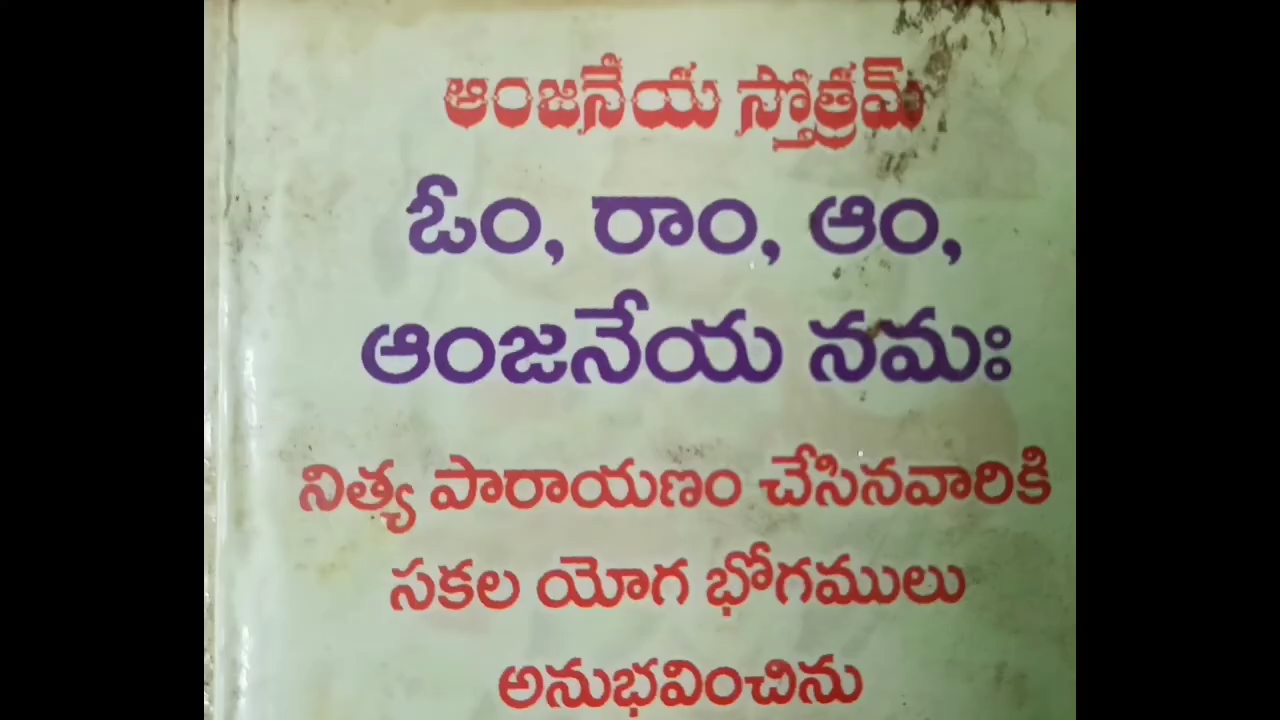 ఆంజనేయ స్తోత్రమ్
ఓం, రాం, ఆం,
ఆంజనేయ నమః
నిత్య పారాయణం చేసినవారికి
సకల యోగ భోగములు
అనుభవించిను